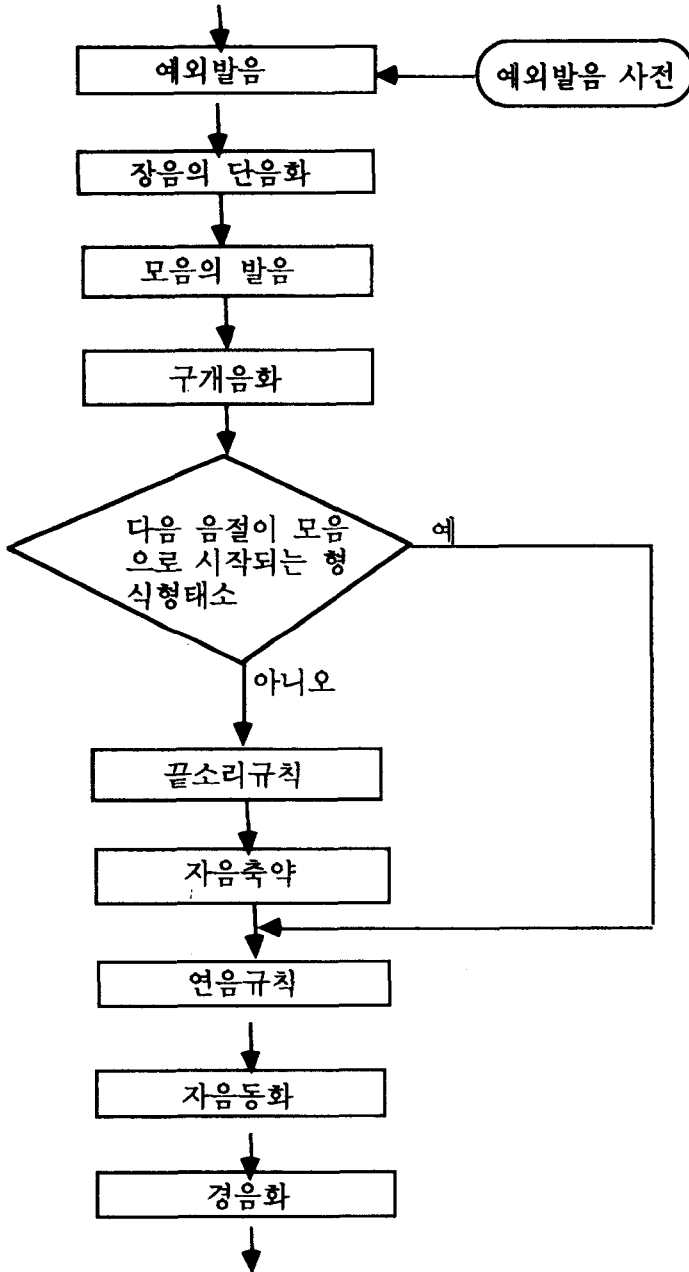 예외발음
예외발음 사전
장음의 단음화
모음의 발음
구개음화
다음 음절이 모음
으로 시작되는 형
식형태소
예
아니오
끝소리규칙
자음축약
연음규칙
자음동화
경음화